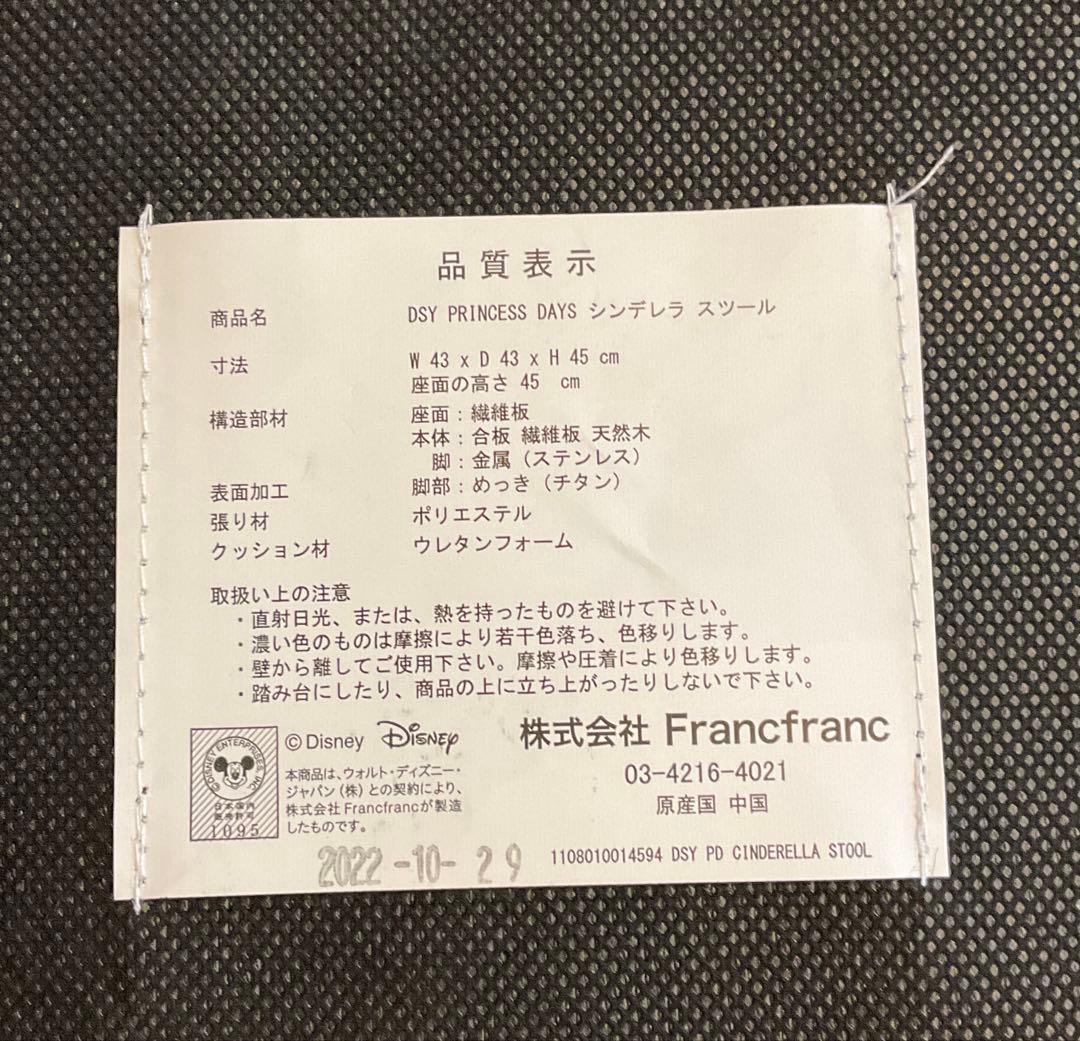 品質表示
商品名 DSY PRINCESS DAYS シンデレラ スツール
寸法 W 43 x D 43 x H 45 cm
座面の高さ 45 cm
構造部材 座面：繊維板
本体：合板 繊維板 天然木
脚：金属（ステンレス）
表面加工 脚部：めっき（チタン）
張り材 ポリエステル
クッション材 ウレタンフォーム
取扱い上の注意
・直射日光、または、熱を持ったものを避けて下さい。
・濃い色のものは摩擦により若干色落ち、色移りします。
・壁から離してご使用下さい。摩擦や圧着により色移りします。
・踏み台にしたり、商品の上に立ち上がったりしないで下さい。
©DISNEY ENTERPRISES, INC.
日本国内
販売許可
1095
©Disney Disney
本商品は、ウォルト・ディズニー・
ジャパン（株）との契約により、
株式会社Francfrancが製造
したものです。
株式会社 Francfranc
03-4216-4021
原産国 中国
2022-10-29
1108010014594 DSY PD CINDERELLA STOOL